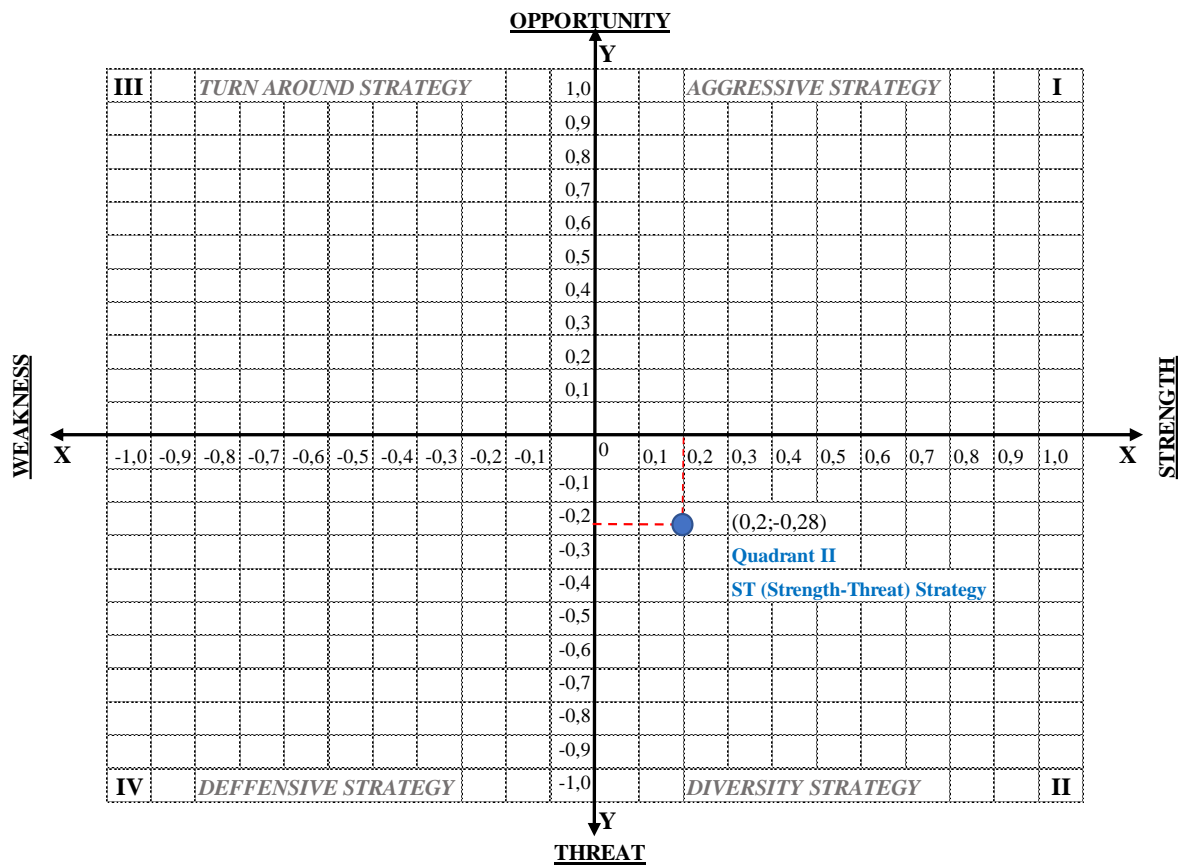 OPPORTUNITY
Y
III TURN AROUND STRATEGY 1,0 AGGRESSIVE STRATEGY I
0,9
0,8
0,7
0,6
0,5
0,4
0,3
0,2
0,1
WEAKNESS
STRENGTH
X -1,0 -0,9 -0,8 -0,7 -0,6 -0,5 -0,4 -0,3 -0,2 -0,1 0 0,1 0,2 0,3 0,4 0,5 0,6 0,7 0,8 0,9 1,0 X
-0,1
-0,2 (0,2;-0,28)
-0,3 Quadrant II
-0,4 ST (Strength-Threat) Strategy
-0,5
-0,6
-0,7
-0,8
-0,9
IV DEFFENSIVE STRATEGY -1,0 DIVERSITY STRATEGY II
Y
THREAT